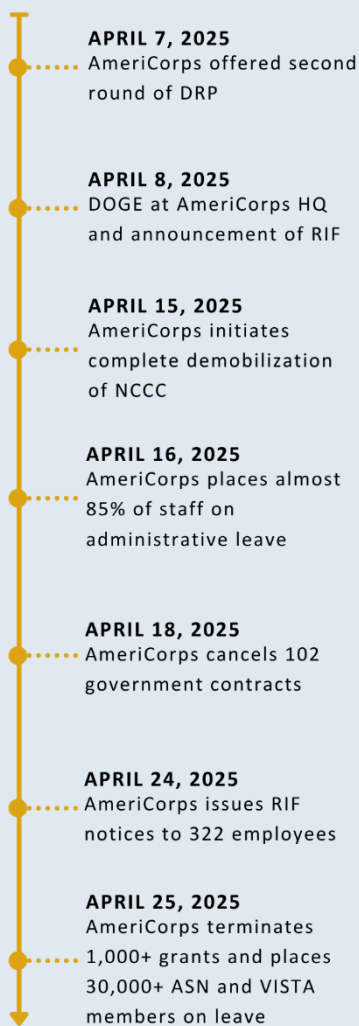 APRIL 7, 2025
AmeriCorps offered second
round of DRP
APRIL 8, 2025
DOGE at AmeriCorps HQ
and announcement of RIF
APRIL 15, 2025
AmeriCorps initiates
complete demobilization
of NCCC
APRIL 16, 2025
AmeriCorps places almost
85% of staff on
administrative leave
APRIL 18, 2025
AmeriCorps cancels 102
government contracts
APRIL 24, 2025
AmeriCorps issues RIF
notices to 322 employees
APRIL 25, 2025
AmeriCorps terminates
1,000+ grants and places
30,000+ ASN and VISTA
members on leave